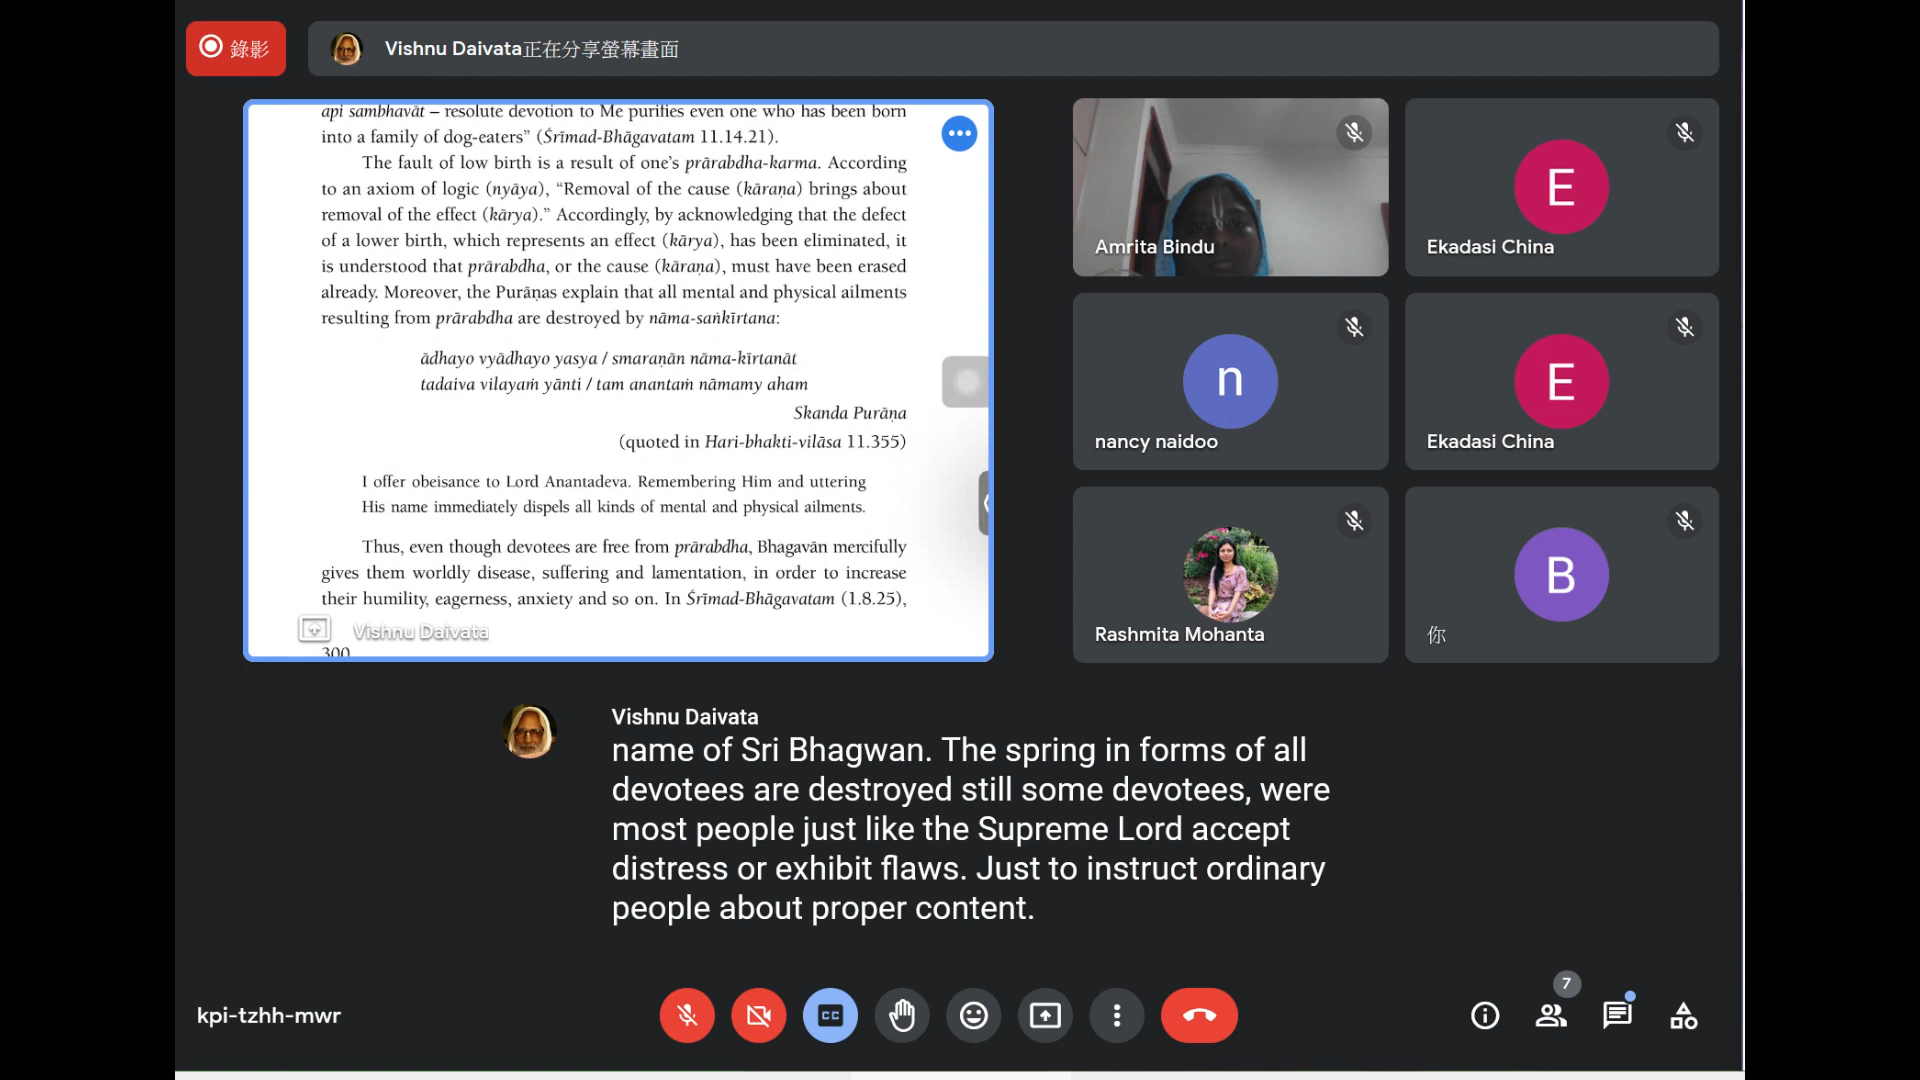 錄影
Vishnu Daivata正在分享螢幕畫面
api sambhavāt – resolute devotion to Me purifies even one who has been born
into a family of dog-eaters” (Śrīmad-Bhāgavatam 11.14.21).
The fault of low birth is a result of one’s prārabdha-karma. According
to an axiom of logic (nyāya), “Removal of the cause (kāraṇa) brings about
removal of the effect (kārya).” Accordingly, by acknowledging that the defect
of a lower birth, which represents an effect (kārya), has been eliminated, it
is understood that prārabdha, or the cause (kāraṇa), must have been erased
already. Moreover, the Purāṇas explain that all mental and physical ailments
resulting from prārabdha are destroyed by nāma-saṅkīrtana:
ādhayo vyādhayo yasya / smaraṇān nāma-kīrtanāt
tadaiva vilayaṁ yānti / tam anantaṁ nāmamy aham
Skanda Purāṇa
(quoted in Hari-bhakti-vilāsa 11.355)
I offer obeisance to Lord Anantadeva. Remembering Him and uttering
His name immediately dispels all kinds of mental and physical ailments.
Thus, even though devotees are free from prārabdha, Bhagavān mercifully
gives them worldly disease, suffering and lamentation, in order to increase
their humility, eagerness, anxiety and so on. In Śrīmad-Bhāgavatam (1.8.25),
Vishnu Daivata
300
Amrita Bindu
E
Ekadasi China
n
nancy naidoo
E
Ekadasi China
Rashmita Mohanta
B
你
Vishnu Daivata
name of Sri Bhagwan. The spring in forms of all
devotees are destroyed still some devotees, were
most people just like the Supreme Lord accept
distress or exhibit flaws. Just to instruct ordinary
people about proper content.
kpi-tzhh-mwr
CC
7